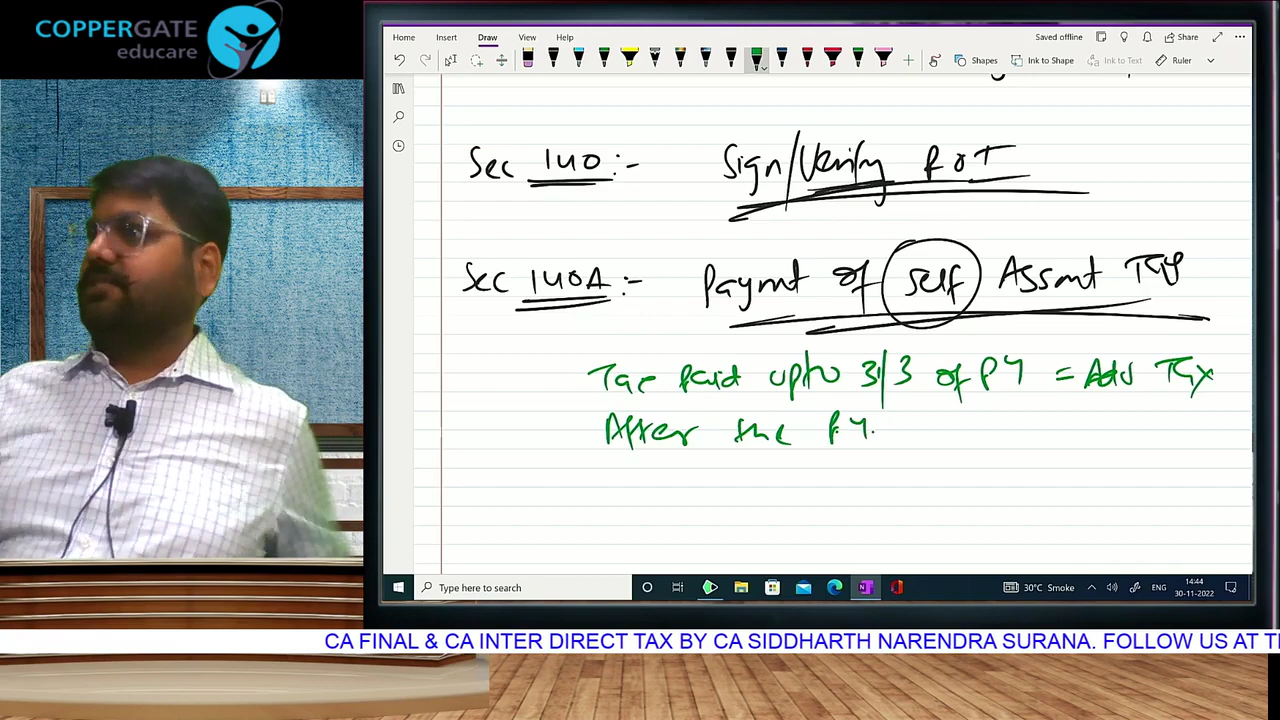 COPPERGATE
educare
Home Insert Draw View Help
Saved offline
Share
Shapes
Ink to Shape
Ink to Text
Ruler
Sec 140 :- Sign/Verify ROI
Sec 140A :- Paymt of self Assmt Tax
Tax Paid upto 31/3 of PY = Adv Tax
After the P.Y.
Type here to search
30°C Smoke
ENG
14:44
30-11-2022
CA FINAL & CA INTER DIRECT TAX BY CA SIDDHARTH NARENDRA SURANA. FOLLOW US AT T